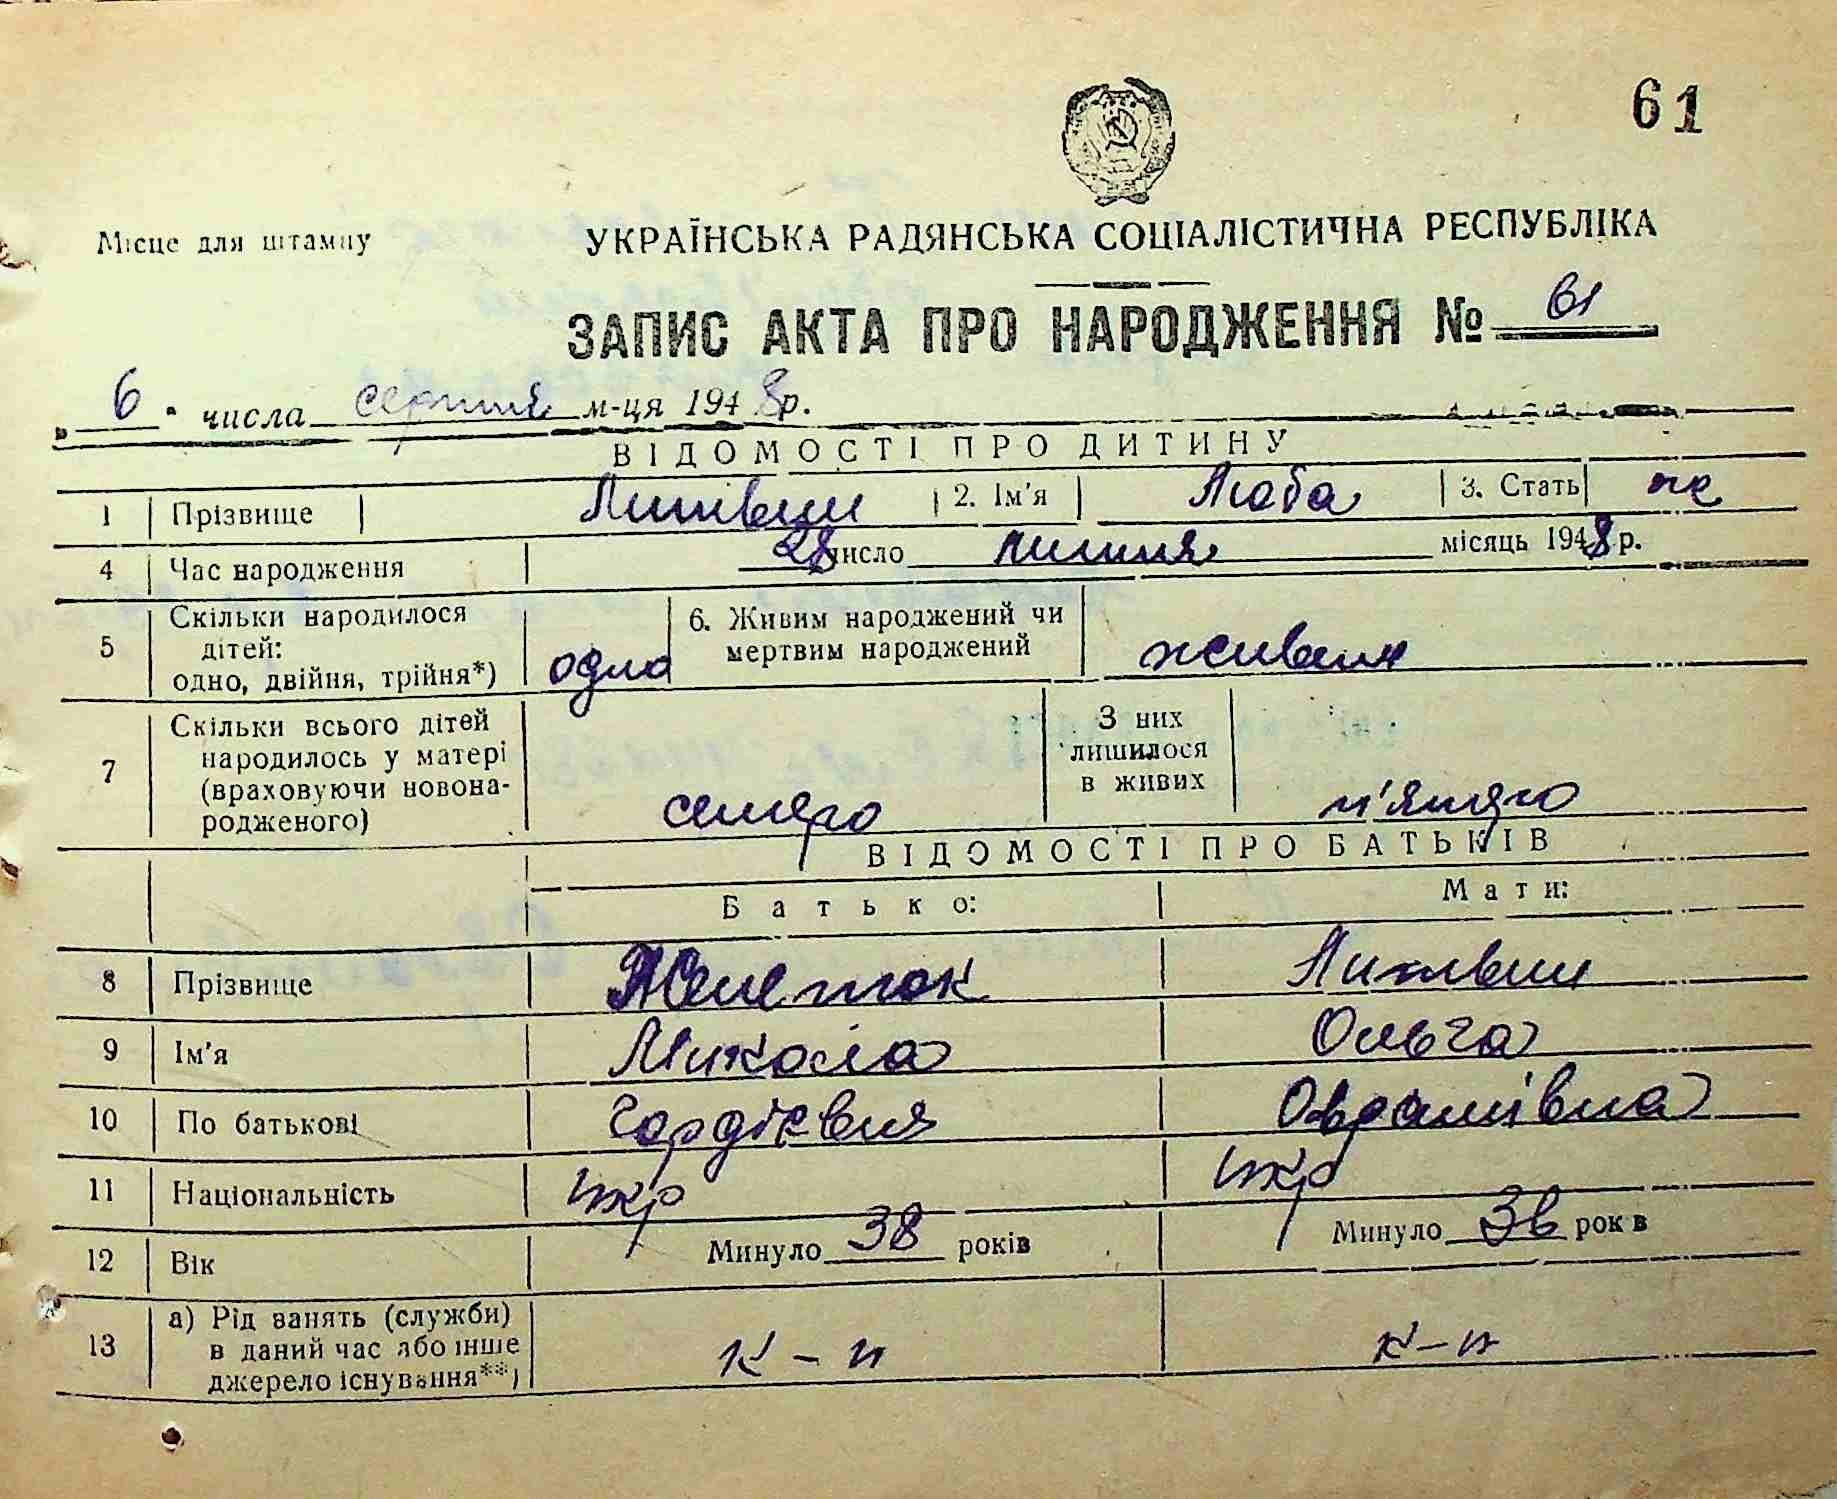 61
Місце для штампу
УКРАЇНСЬКА РАДЯНСЬКА СОЦІАЛІСТИЧНА РЕСПУБЛІКА
ЗАПИС АКТА ПРО НАРОДЖЕННЯ № 61
„6" числа серпня м-ця 1948 р.
ВІДОМОСТІ ПРО ДИТИНУ
1 Прізвище Литвин 2. Ім'я Люба 3. Стать ж
4 Час народження 28 число липня місяць 1948 р.
5 Скільки народилося дітей: одно, двійня, трійня*) одна 6. Живим народжений чи мертвим народжений живим
7 Скільки всього дітей народилось у матері (враховуючи новонародженого) семеро З них лишилося в живих п'ятеро
ВІДОМОСТІ ПРО БАТЬКІВ
Батько: Мати:
8 Прізвище Литвин
9 Ім'я Микола Ольга
10 По батькові Гордієвич
11 Національність укр укр
12 Вік Минуло 38 років Минуло 36 років
13 а) Рід занять (служби) в даний час або інше джерело існування**) к-п к-п